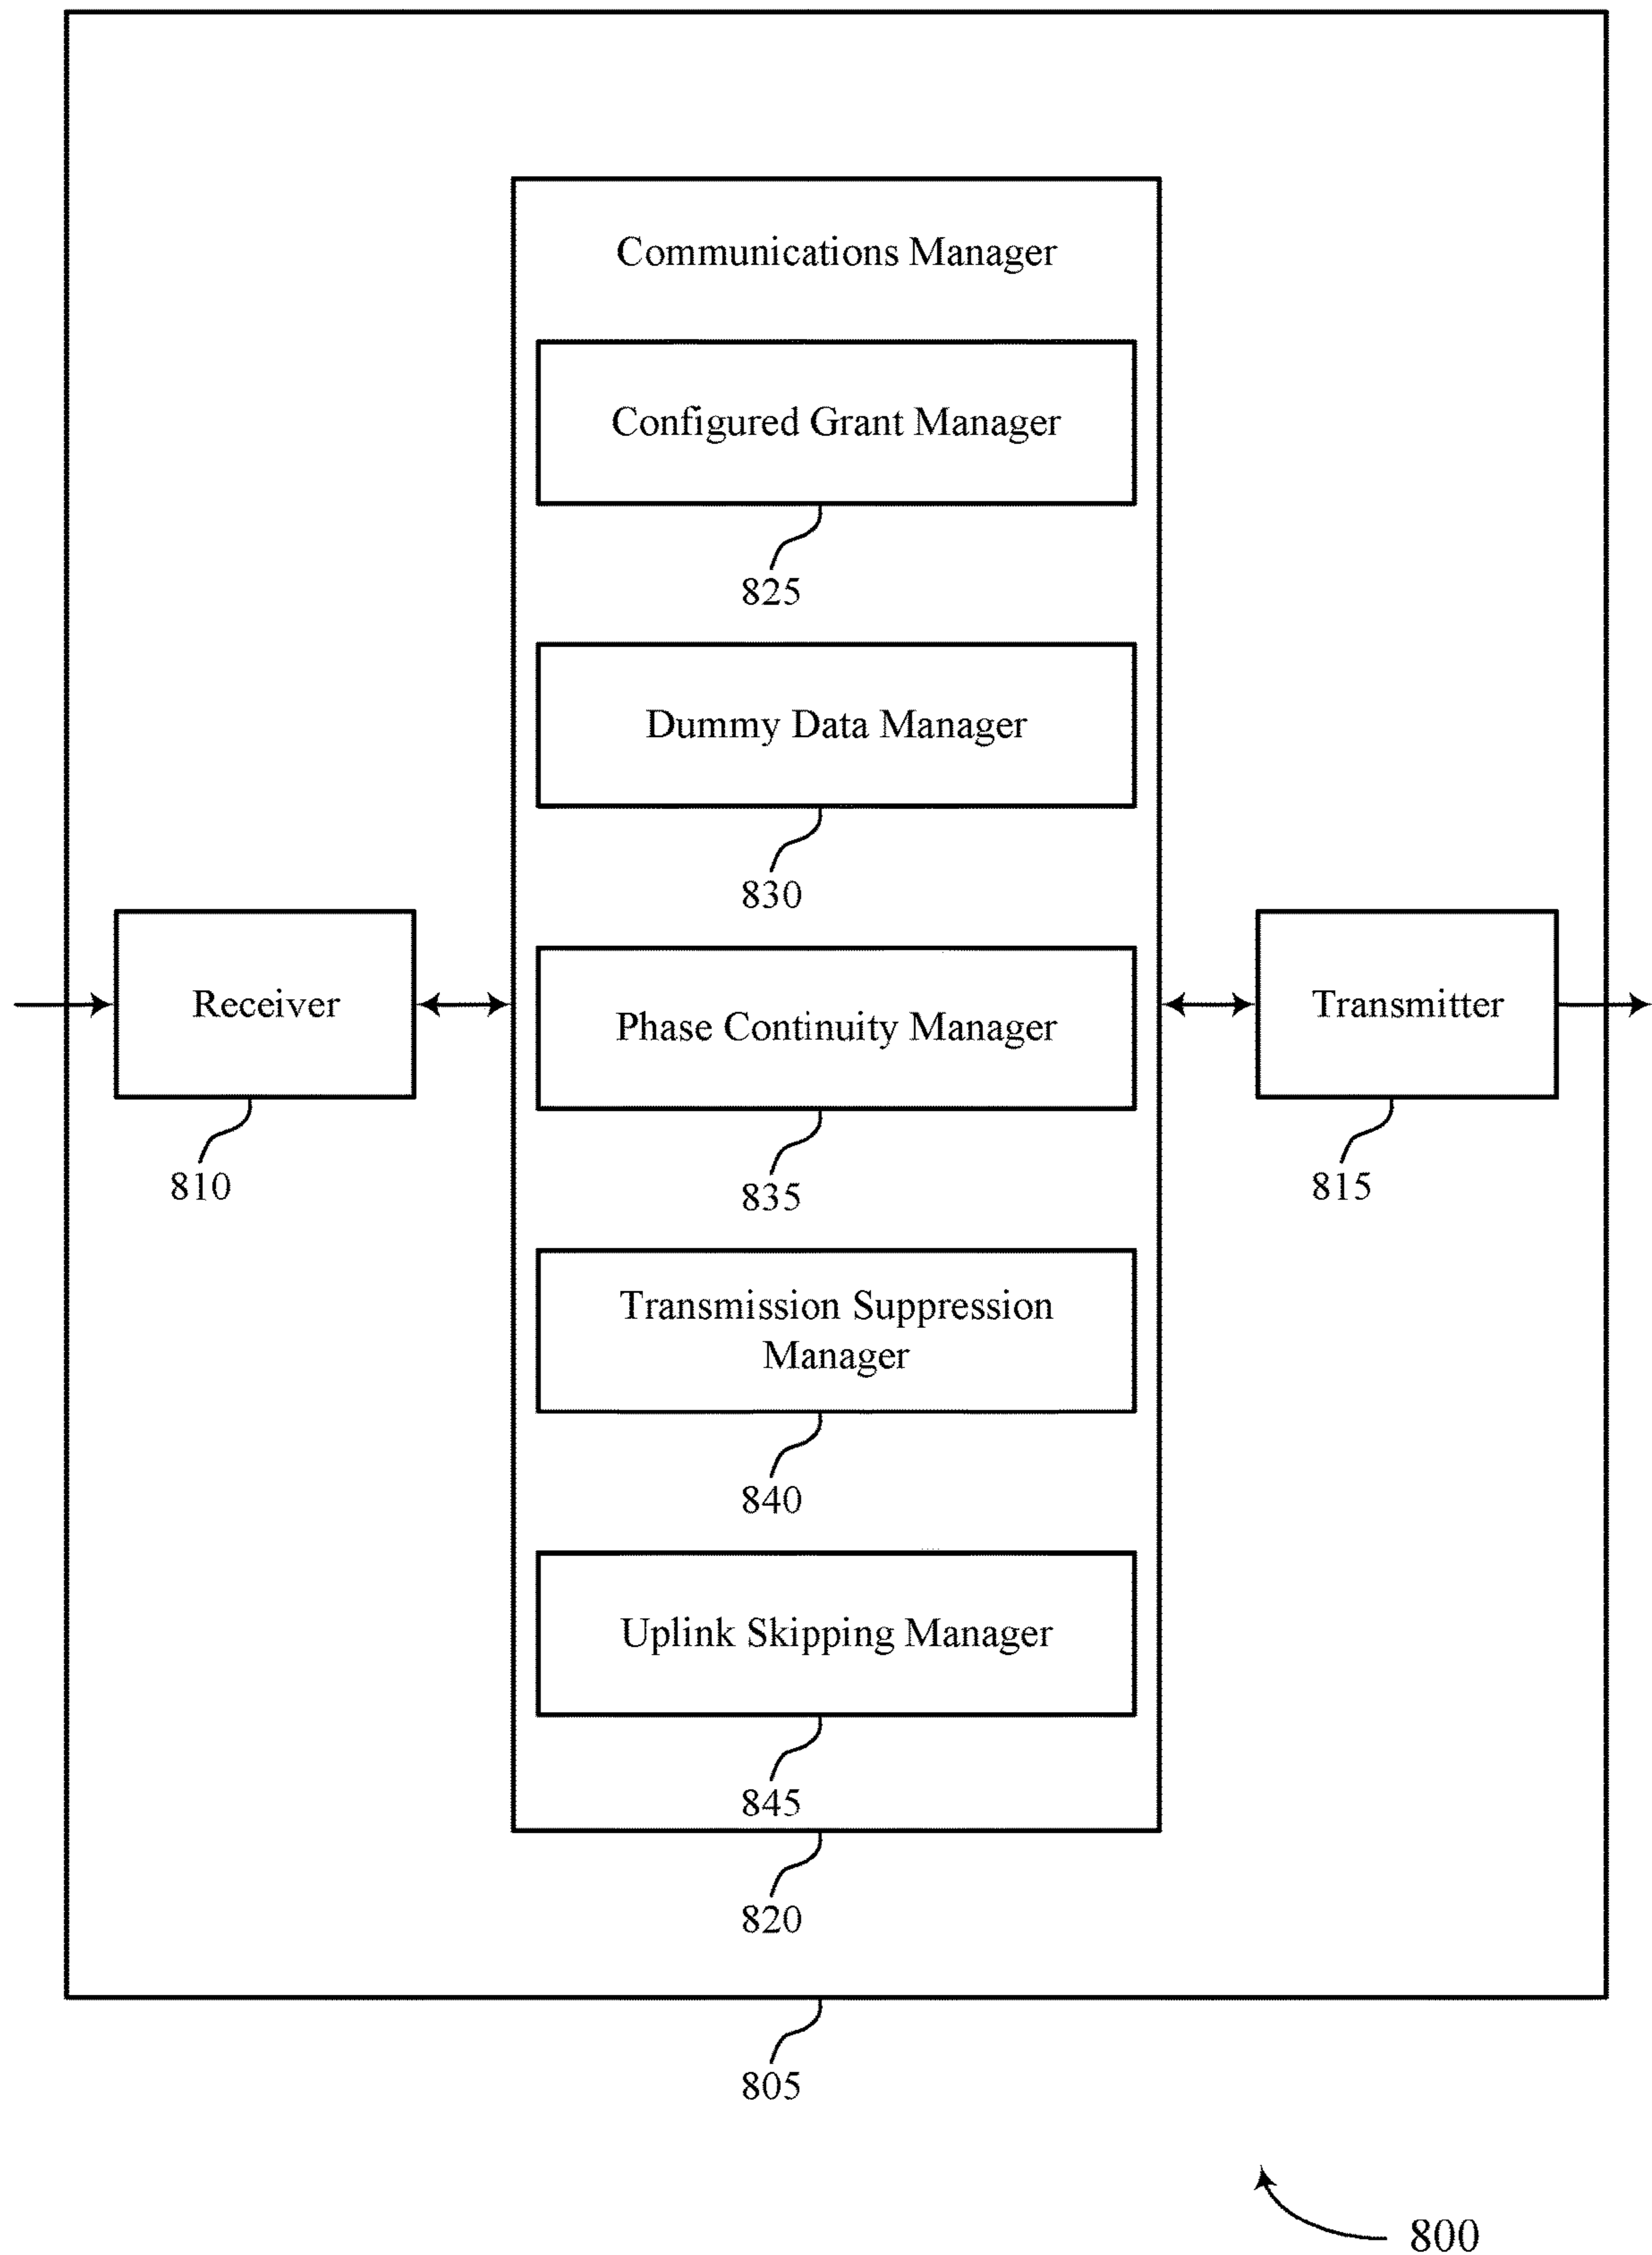 Communications Manager
Configured Grant Manager
825
Dummy Data Manager
830
Receiver
810
Phase Continuity Manager
835
Transmitter
815
Transmission Suppression
Manager
840
Uplink Skipping Manager
845
820
805
800